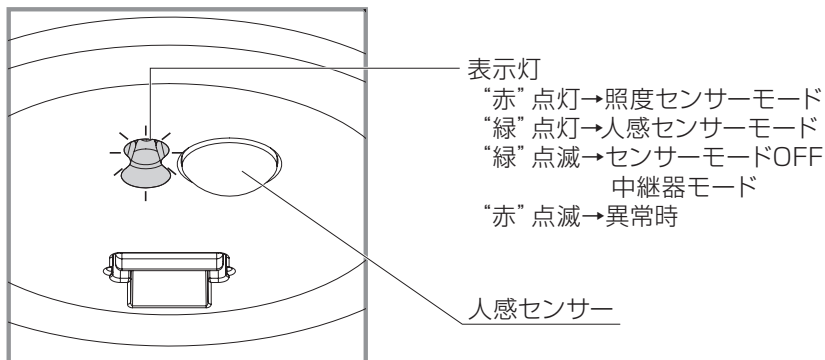 表示灯
“赤”点灯→照度センサーモード
“緑”点灯→人感センサーモード
“緑”点滅→センサーモードOFF
中継器モード
“赤”点滅→異常時
人感センサー